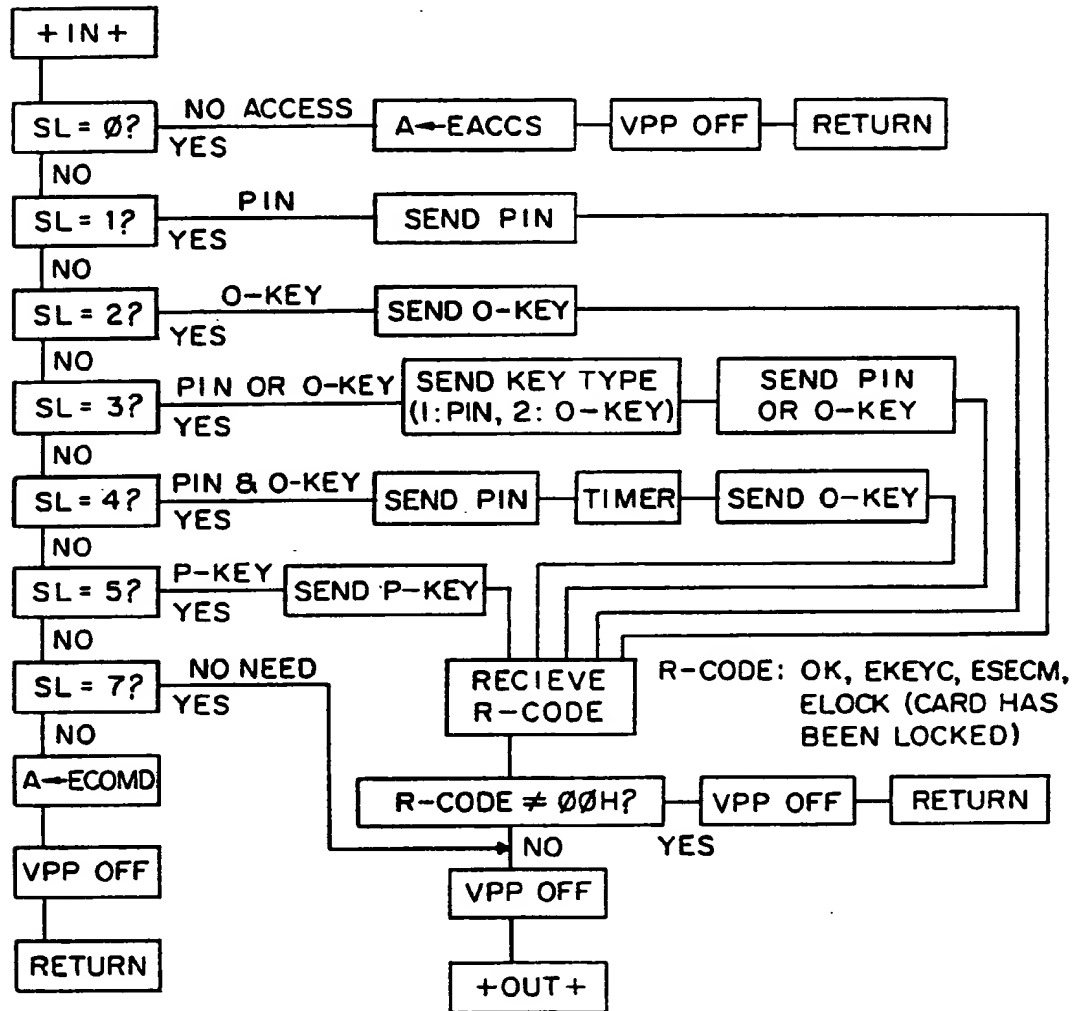 +IN+
SL = Ø?
NO ACCESS
YES
A←EACCS
VPP OFF
RETURN
NO
SL = 1?
PIN
YES
SEND PIN
NO
SL = 2?
O-KEY
YES
SEND O-KEY
NO
SL = 3?
PIN OR O-KEY
YES
SEND KEY TYPE
(1:PIN, 2: O-KEY)
SEND PIN
OR O-KEY
NO
SL = 4?
PIN & O-KEY
YES
SEND PIN
TIMER
SEND O-KEY
NO
SL = 5?
P-KEY
YES
SEND P-KEY
NO
SL = 7?
NO NEED
YES
RECIEVE
R-CODE
R-CODE: OK, EKEYC, ESECM,
ELOCK (CARD HAS
BEEN LOCKED)
NO
A←ECOMD
R-CODE ≠ ØØH?
VPP OFF
RETURN
NO
YES
VPP OFF
VPP OFF
RETURN
+OUT+